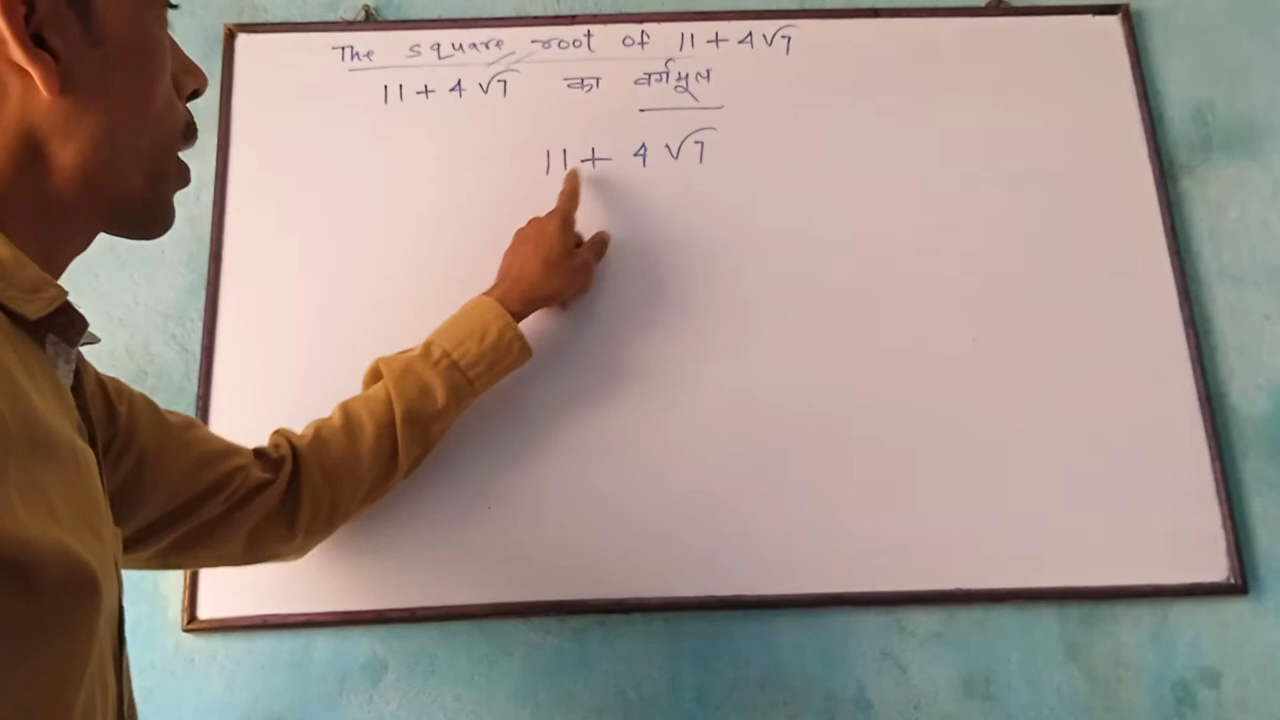 The square root of 11 + 4√7
11 + 4√7 का वर्गमूल
11 + 4√7